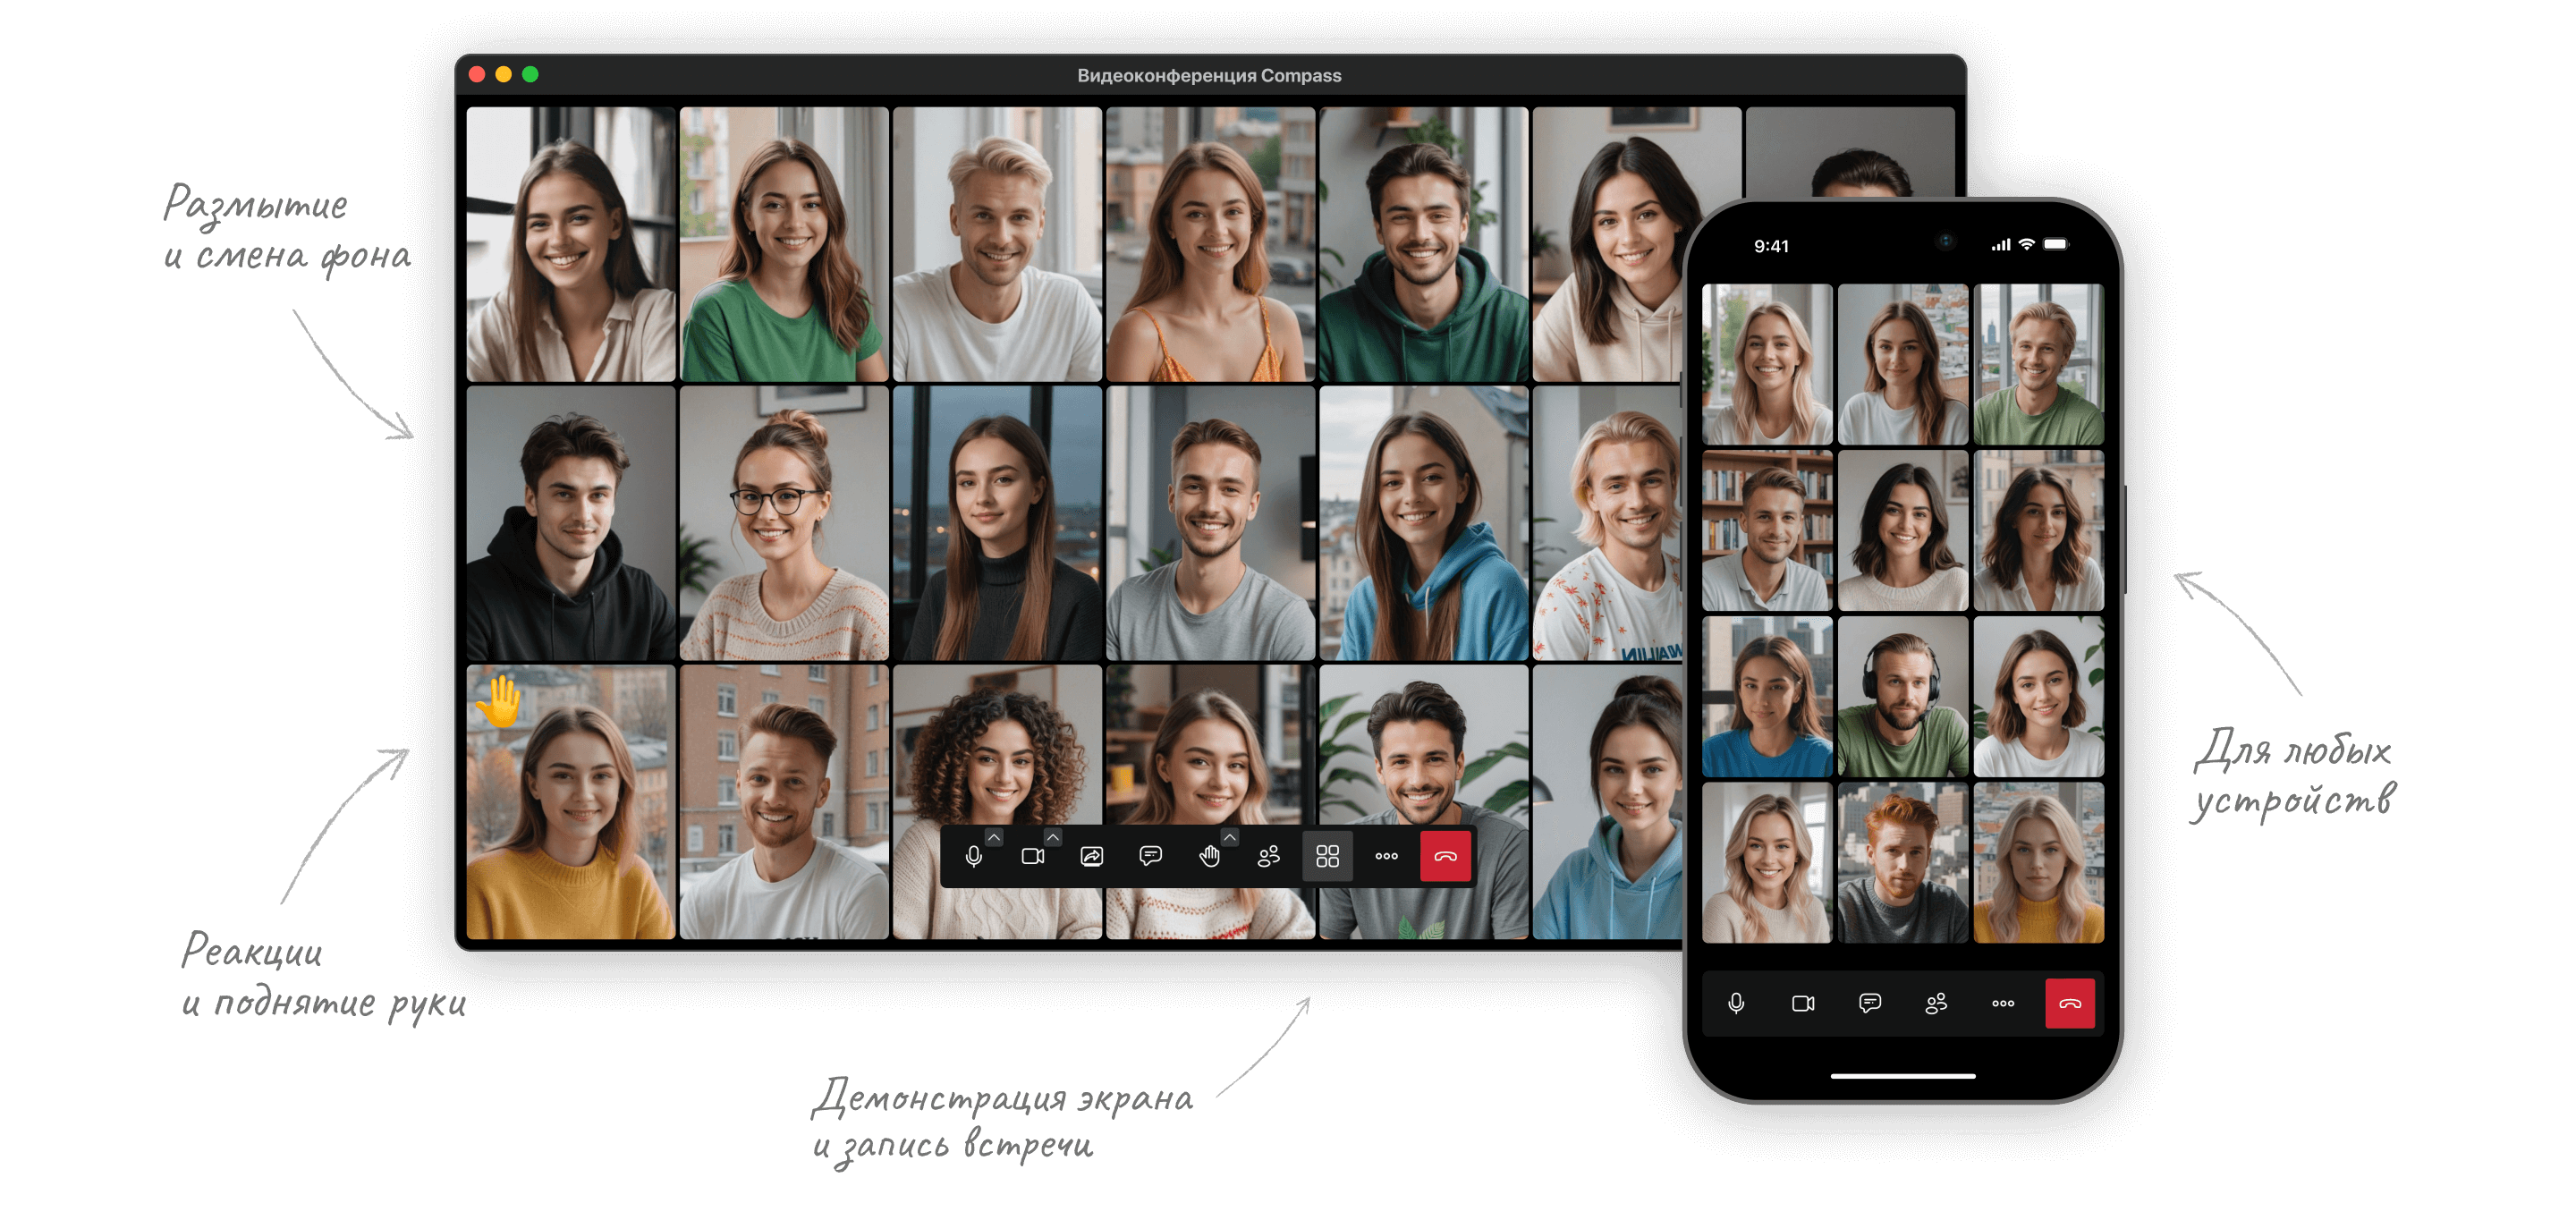 Видеоконференция Compass
Размытие
и смена фона
9:41
Реакции
и поднятие руки
Для любых
устройств
Демонстрация экрана
и запись встречи